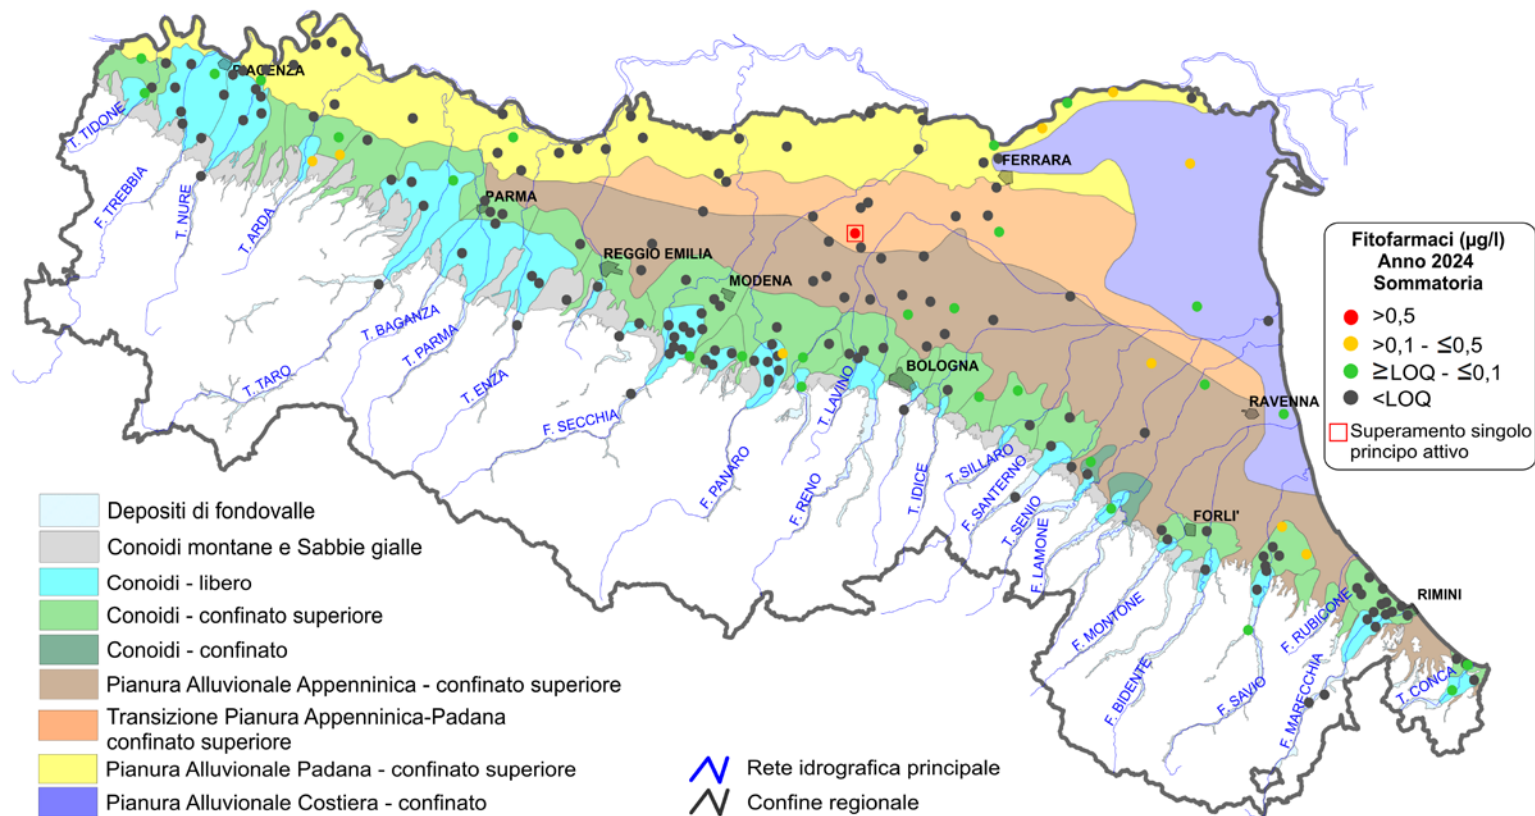 PIACENZA
T. TIDONE
F. TREBBIA
T. NURE
T. ARDA
PARMA
FERRARA
REGGIO EMILIA
MODENA
T. BAGANZA
T. PARMA
T. TARO
T. ENZA
F. SECCHIA
F. PANARO
F. RENO
T. LAVINO
BOLOGNA
T. IDICE
T. SILLARO
F. SANTERNO
T. SENIO
F. LAMONE
RAVENNA
FORLI'
F. MONTONE
F. BIDENTE
F. SAVIO
F. RUBICONE
F. MARECCHIA
RIMINI
T. CONCA
Fitofarmaci (µg/l)
Anno 2024
Sommatoria
>0,5
>0,1 - ≤0,5
≥LOQ - ≤0,1
<LOQ
Superamento singolo
principo attivo
Depositi di fondovalle
Conoidi montane e Sabbie gialle
Conoidi - libero
Conoidi - confinato superiore
Conoidi - confinato
Pianura Alluvionale Appenninica - confinato superiore
Transizione Pianura Appenninica-Padana
confinato superiore
Pianura Alluvionale Padana - confinato superiore
Pianura Alluvionale Costiera - confinato
Rete idrografica principale
Confine regionale